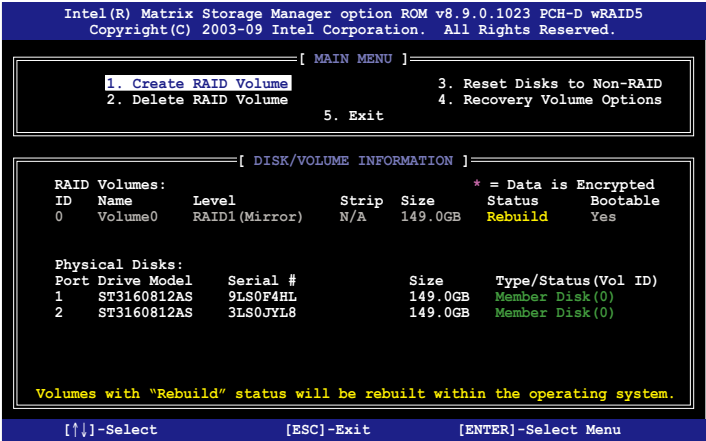 Intel(R) Matrix Storage Manager option ROM v8.9.0.1023 PCH-D wRAID5
Copyright(C) 2003-09 Intel Corporation. All Rights Reserved.
[ MAIN MENU ]
1. Create RAID Volume 3. Reset Disks to Non-RAID
2. Delete RAID Volume 4. Recovery Volume Options
5. Exit
[ DISK/VOLUME INFORMATION ]
RAID Volumes: * = Data is Encrypted
ID Name Level Strip Size Status Bootable
0 Volume0 RAID1(Mirror) N/A 149.0GB Rebuild Yes
Physical Disks:
Port Drive Model Serial # Size Type/Status(Vol ID)
1 ST3160812AS 9LS0F4HL 149.0GB Member Disk(0)
2 ST3160812AS 3LS0JYL8 149.0GB Member Disk(0)
Volumes with “Rebuild” status will be rebuilt within the operating system.
[↑↓]-Select [ESC]-Exit [ENTER]-Select Menu